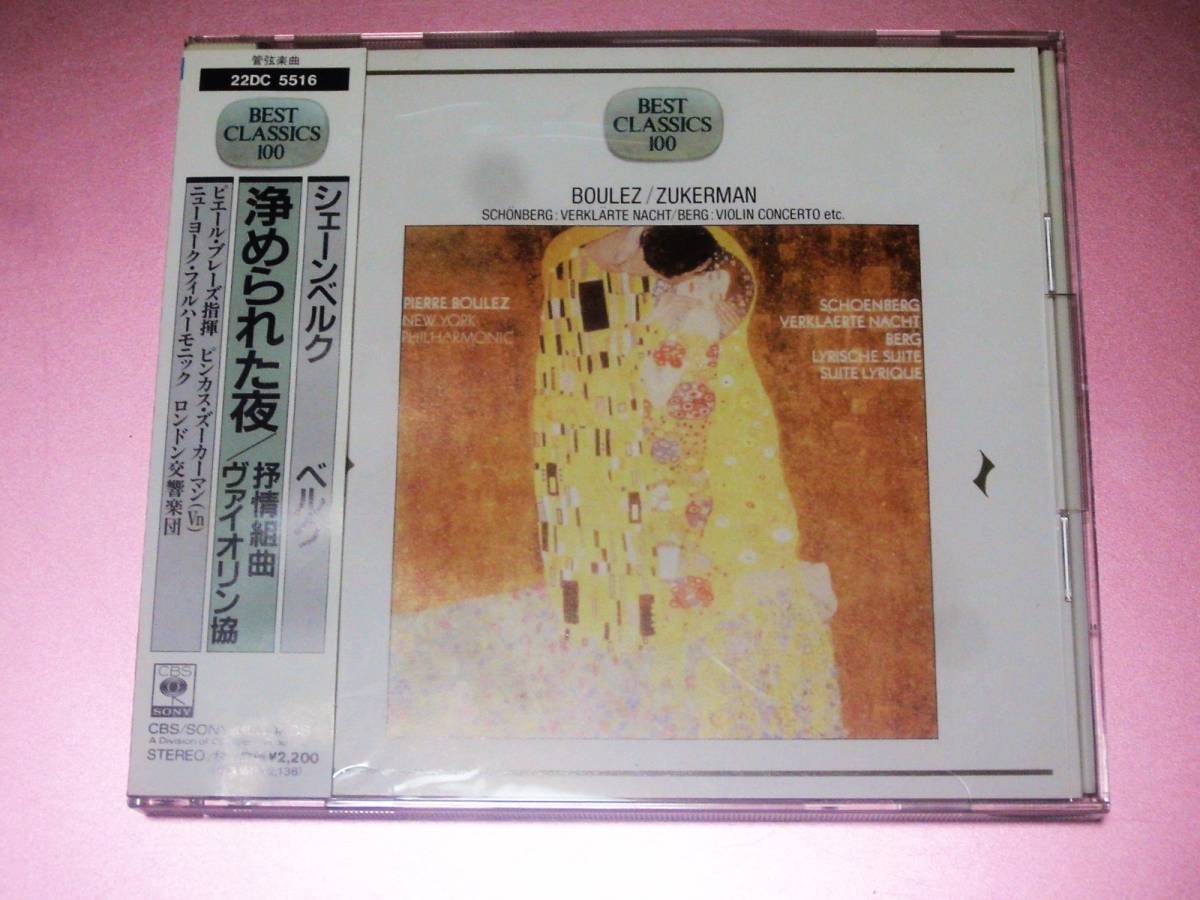 管弦楽曲
22DC 5516
BEST
CLASSICS
100
シェーンベルク
ベルク
浄められた夜/
抒情組曲
ヴァイオリン協
ピエール・ブレーズ指揮 ピンカス・ズーカーマン(Vn)
ニューヨーク・フィルハーモニック ロンドン交響楽団
CBS
SONY
CBS/SONY
A Division of
STEREO
¥2,200
BEST
CLASSICS
100
BOULEZ/ZUKERMAN
SCHÖNBERG: VERKLÄRTE NACHT/BERG: VIOLIN CONCERTO etc.
PIERRE BOULEZ
NEW YORK
PHILHARMONIC
SCHOENBERG
VERKLAERTE NACHT
BERG
LYRISCHE SUITE
SUITE LYRIQUE